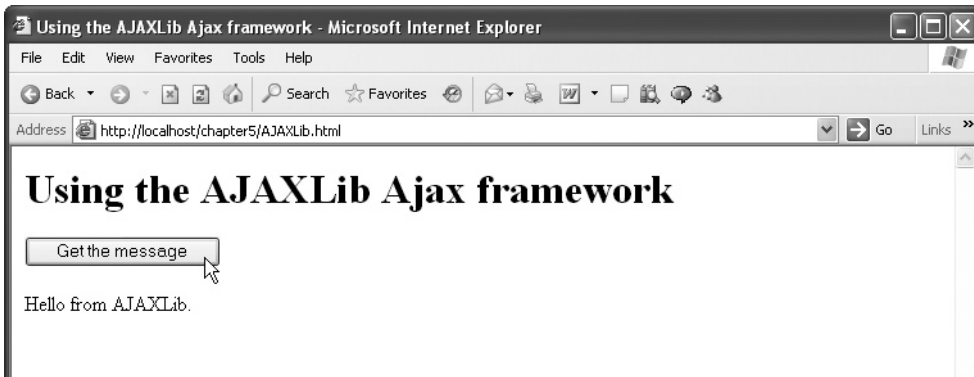 Using the AJAXLib Ajax framework - Microsoft Internet Explorer
File Edit View Favorites Tools Help
Back Search Favorites
Address http://localhost/chapter5/AJAXLib.html Go Links »
Using the AJAXLib Ajax framework
Get the message
Hello from AJAXLib.